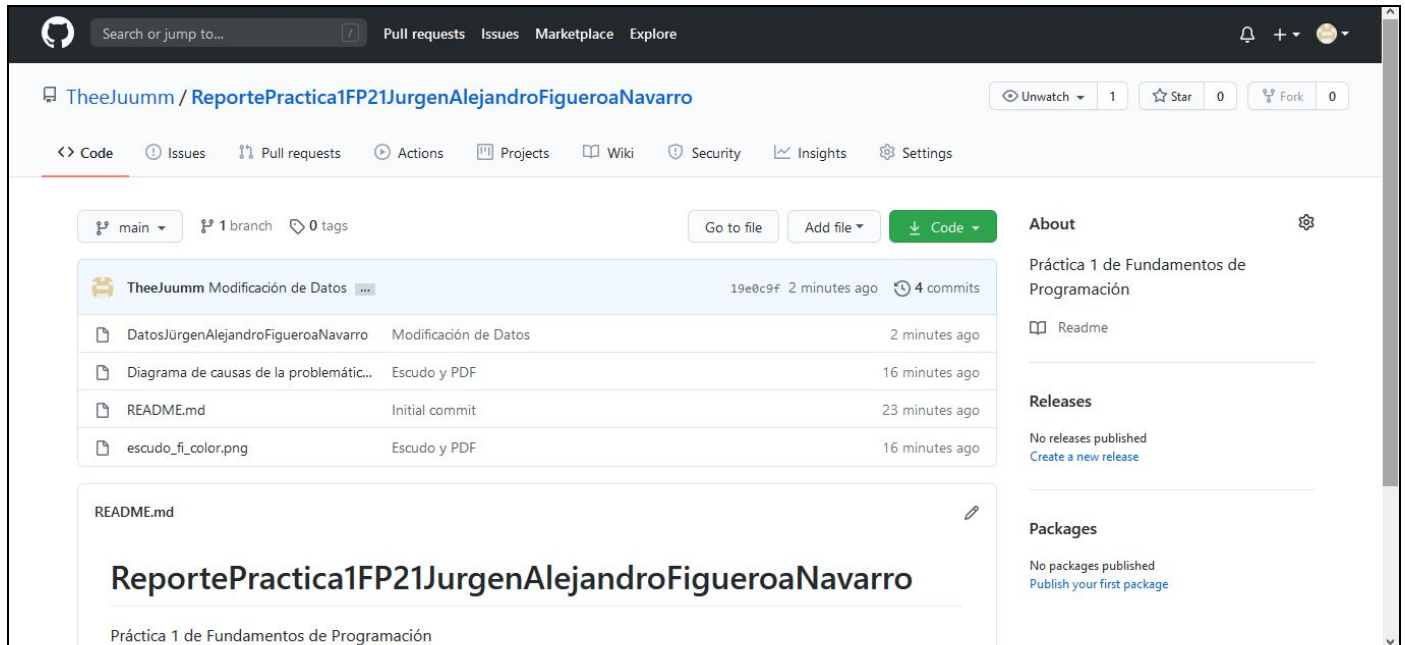 Search or jump to... / Pull requests Issues Marketplace Explore
TheeJuumm / ReportePractica1FP21JurgenAlejandroFigueroaNavarro Unwatch 1 Star 0 Fork 0
<> Code Issues Pull requests Actions Projects Wiki Security Insights Settings
main 1 branch 0 tags Go to file Add file Code
TheeJuumm Modificación de Datos ... 19e0c9f 2 minutes ago 4 commits
DatosJürgenAlejandroFigueroaNavarro Modificación de Datos 2 minutes ago
Diagrama de causas de la problemátic... Escudo y PDF 16 minutes ago
README.md Initial commit 23 minutes ago
escudo_fi_color.png Escudo y PDF 16 minutes ago
README.md
ReportePractica1FP21JurgenAlejandroFigueroaNavarro
Práctica 1 de Fundamentos de Programación
About
Práctica 1 de Fundamentos de
Programación
Readme
Releases
No releases published
Create a new release
Packages
No packages published
Publish your first package